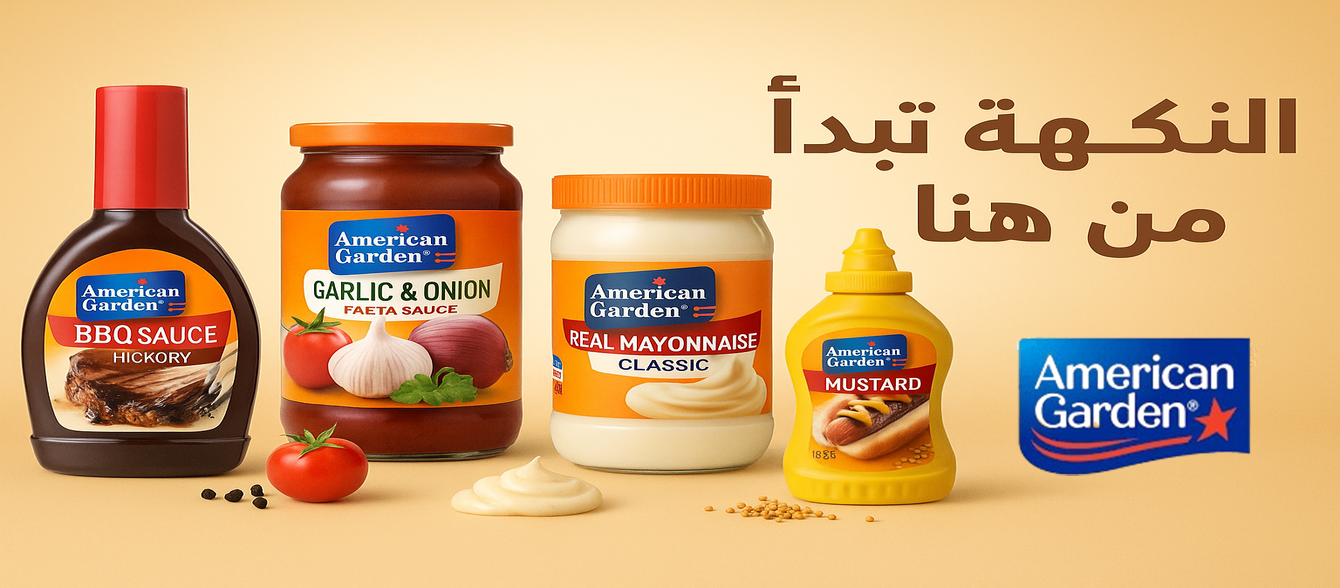 النكهة تبدأ
من هنا
American
Garden®
BBQ SAUCE
HICKORY
American
Garden®
GARLIC & ONION
FAETA SAUCE
American
Garden®
REAL MAYONNAISE
CLASSIC
American
Garden®
MUSTARD
American
Garden®